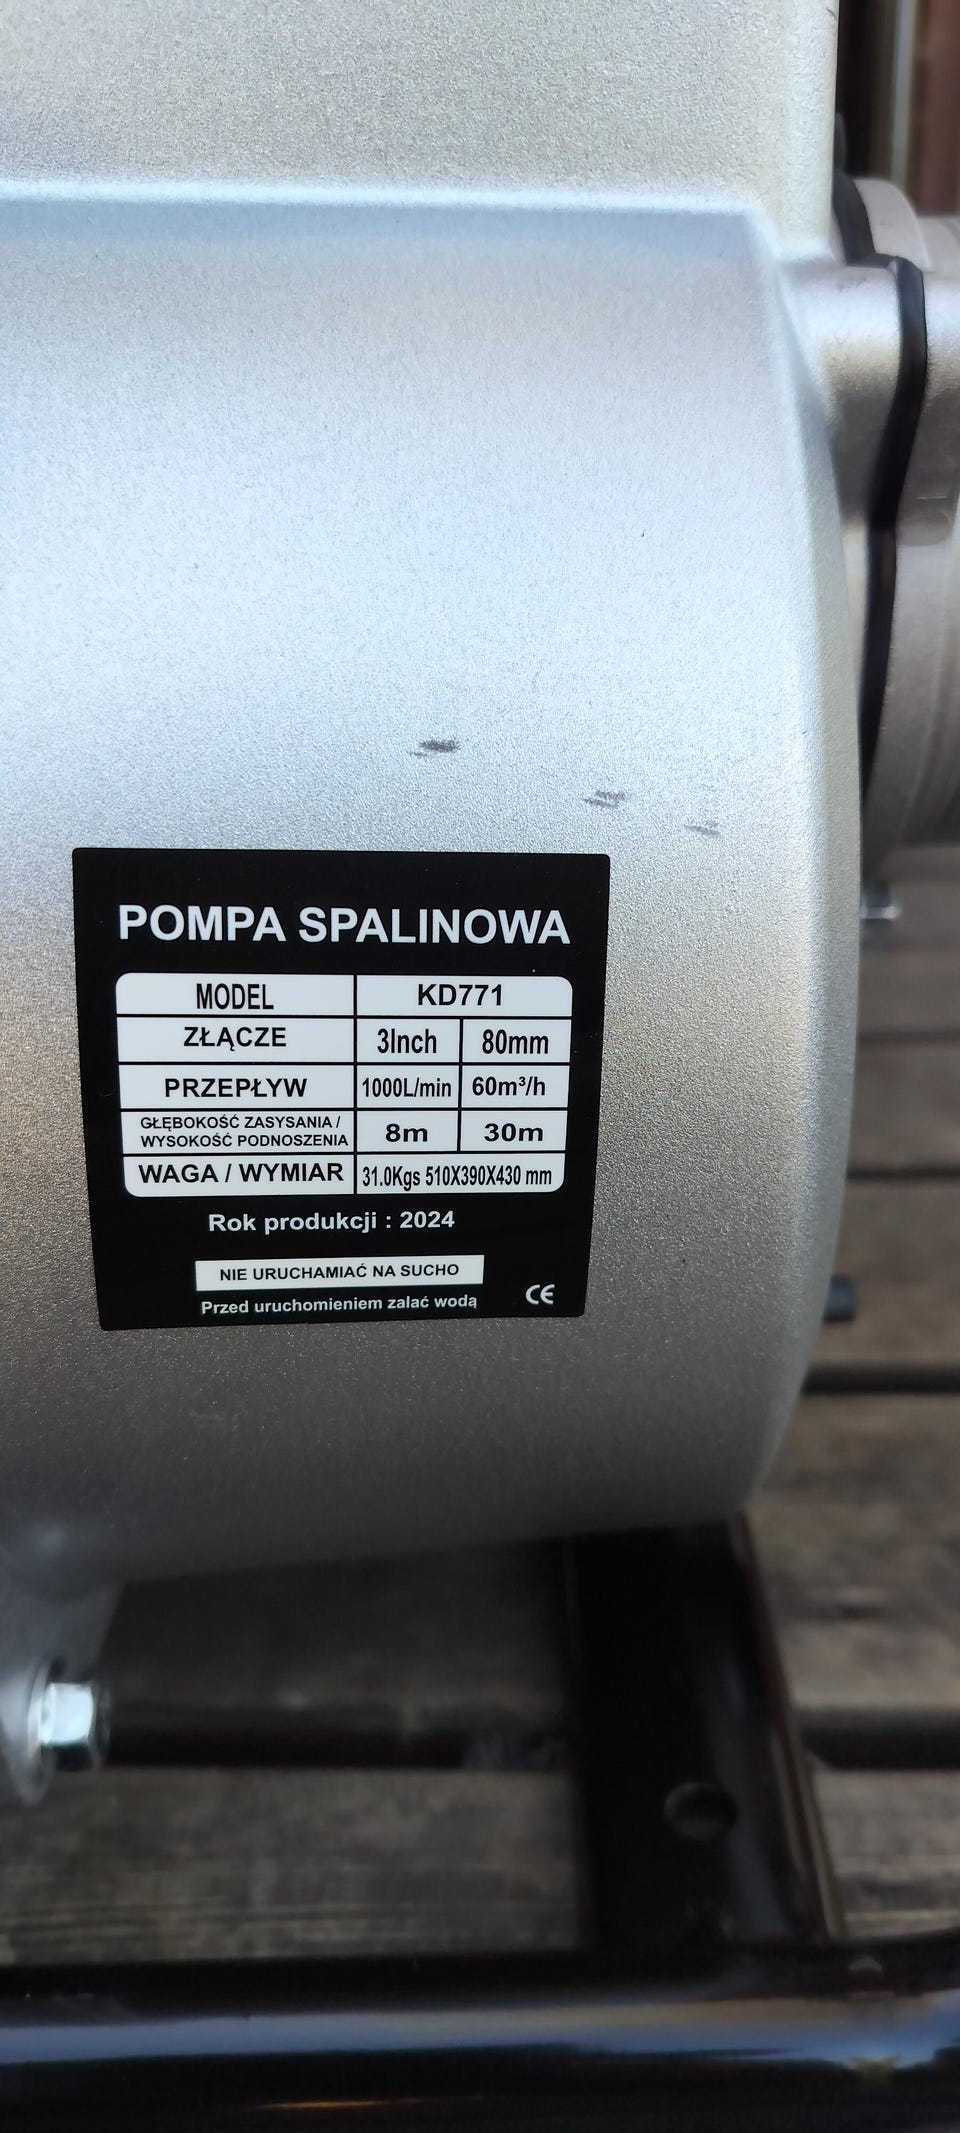 POMPA SPALINOWA
MODEL KD771
ZŁĄCZE 3Inch 80mm
PRZEPŁYW 1000L/min 60m³/h
GŁĘBOKOŚĆ ZASYSANIA /
WYSOKOŚĆ PODNOSZENIA 8m 30m
WAGA / WYMIAR 31.0Kgs 510X390X430 mm
Rok produkcji : 2024
NIE URUCHAMIAĆ NA SUCHO
Przed uruchomieniem zalać wodą CE